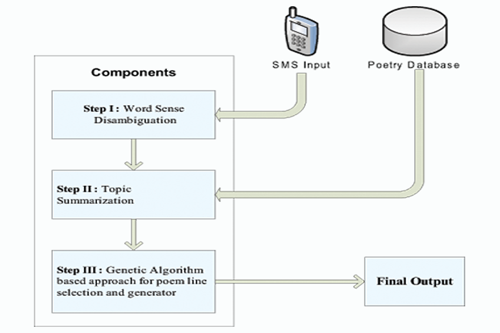 SMS Input
Poetry Database
Components
Step I : Word Sense
Disambiguation
Step II : Topic
Summarization
Step III : Genetic Algorithm
based approach for poem line
selection and generator
Final Output